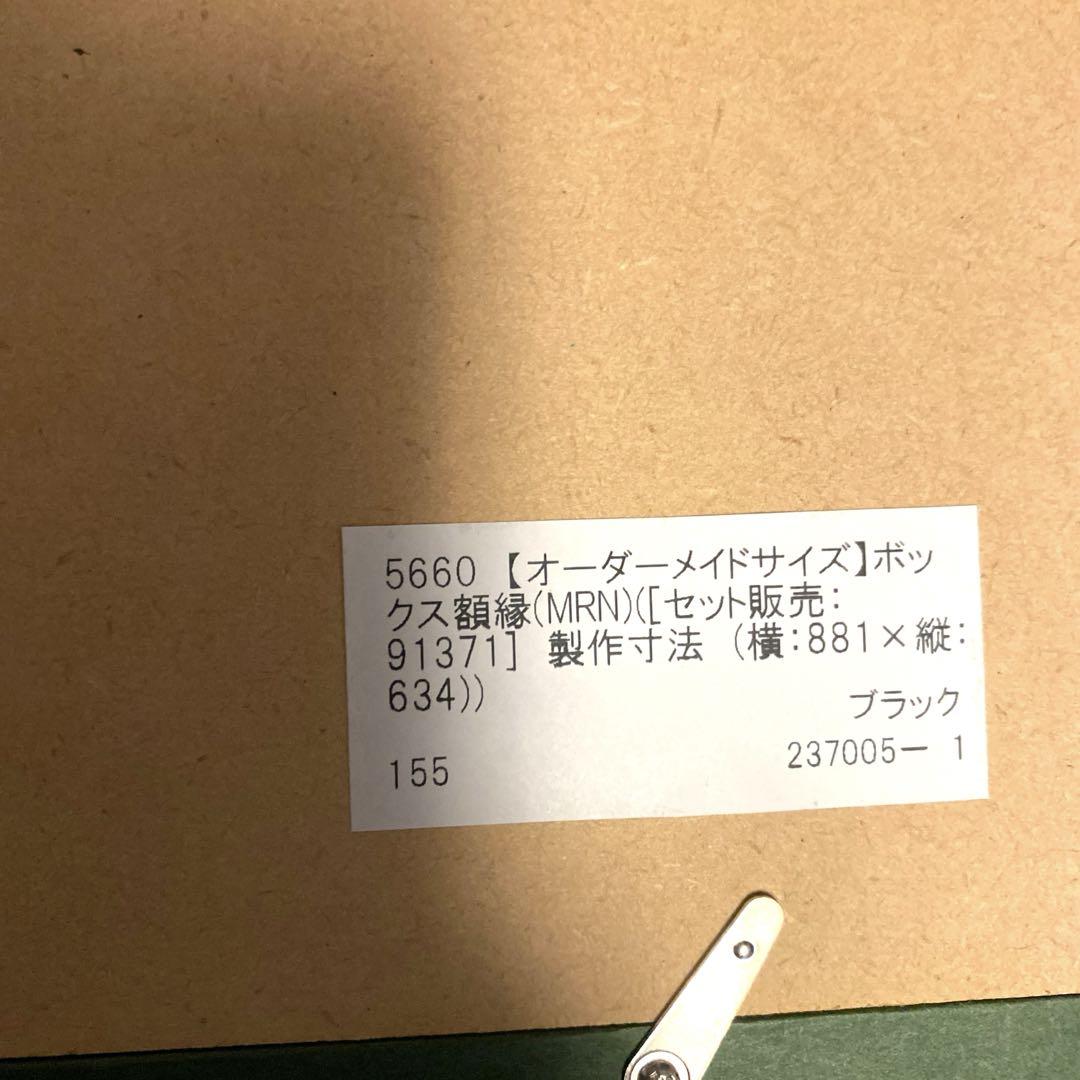 5660 【オーダーメイドサイズ】ボッ
クス額縁(MRN)([セット販売:
91371] 製作寸法 (横:881×縦:
634))
ブラック
237005ー 1
155